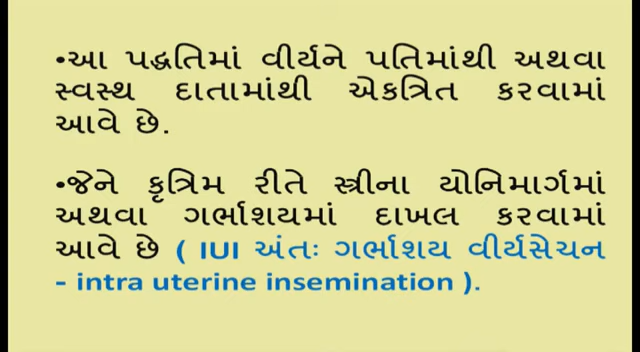 •આ પદ્ધતિમાં વીર્યને પતિમાંથી અથવા
સ્વસ્થ દાતામાંથી એકત્રિત કરવામાં
આવે છે.
•જેને કૃત્રિમ રીતે સ્ત્રીના યોનિમાર્ગમાં
અથવા ગર્ભાશયમાં દાખલ કરવામાં
આવે છે ( IUI અંતઃ ગર્ભાશય વીર્યસેચન
- intra uterine insemination ).